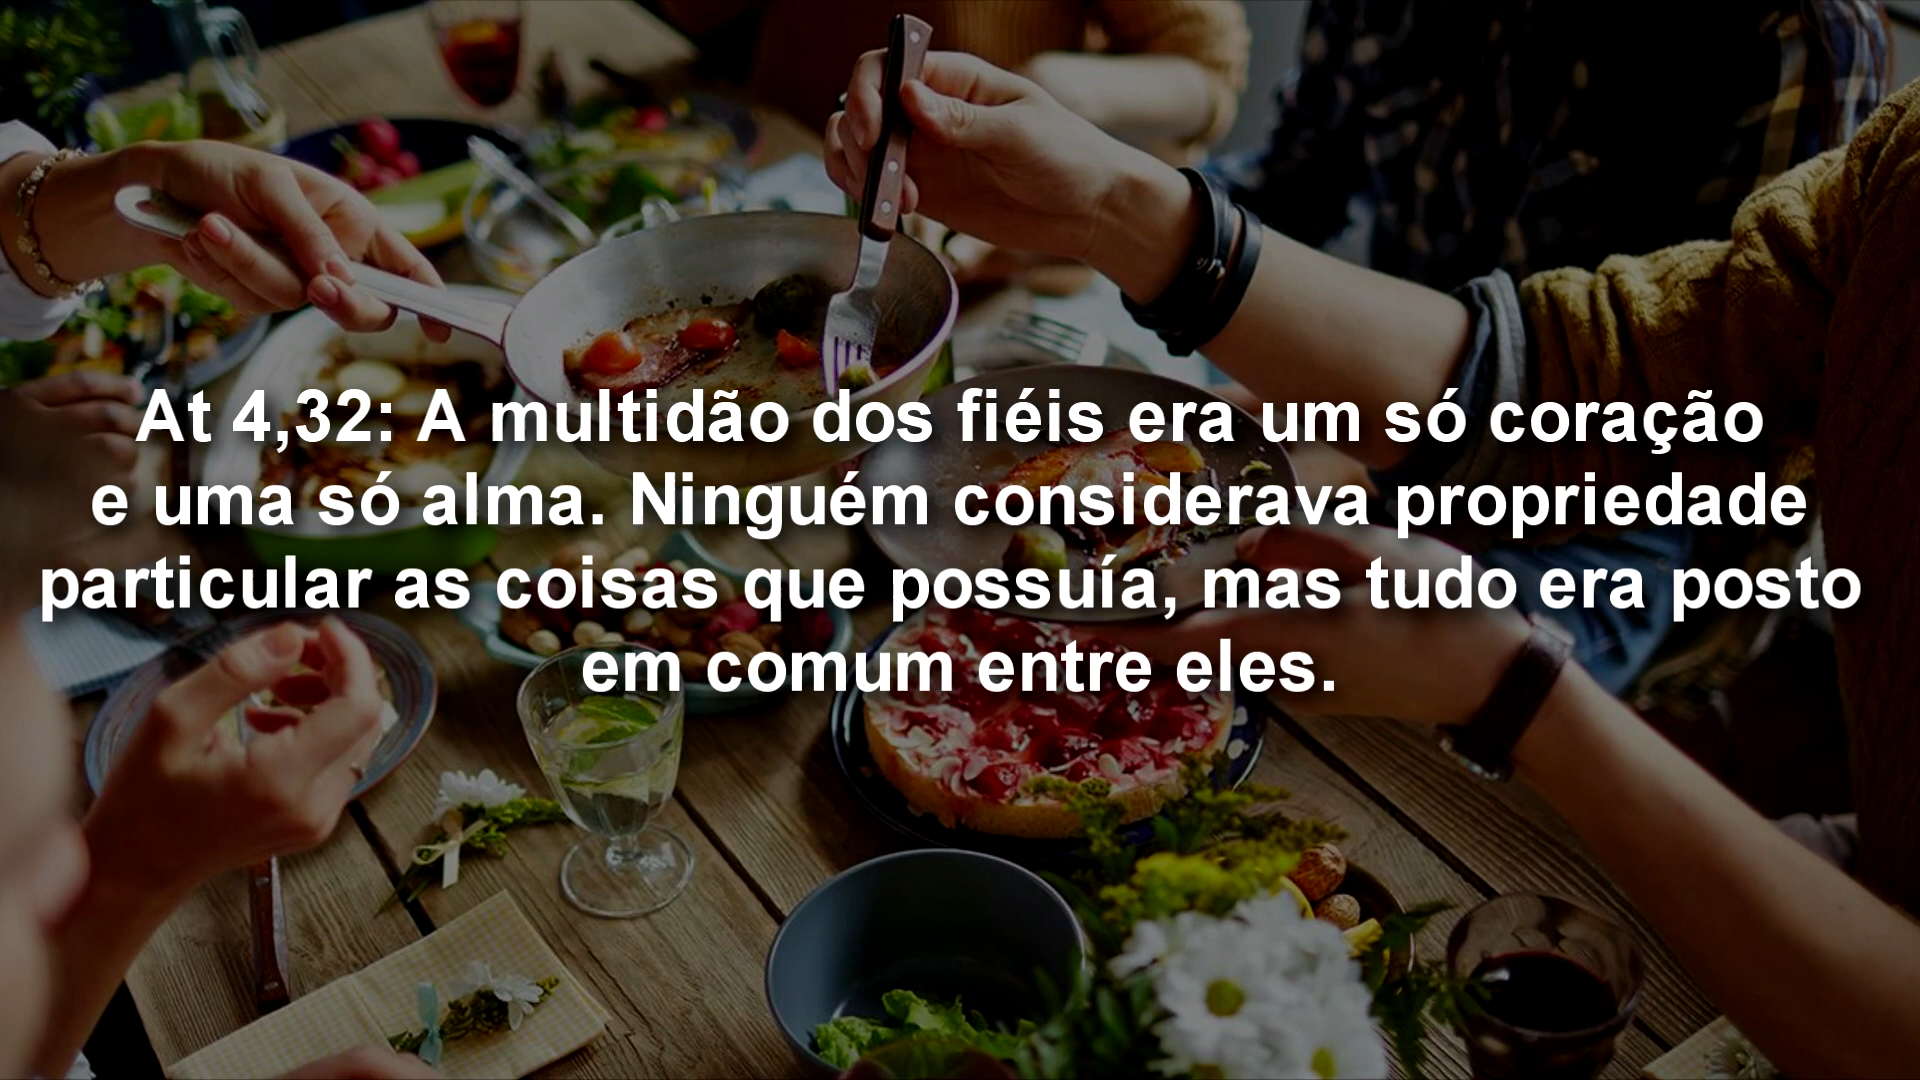 At 4,32: A multidão dos fiéis era um só coração
e uma só alma. Ninguém considerava propriedade
particular as coisas que possuía, mas tudo era posto
em comum entre eles.